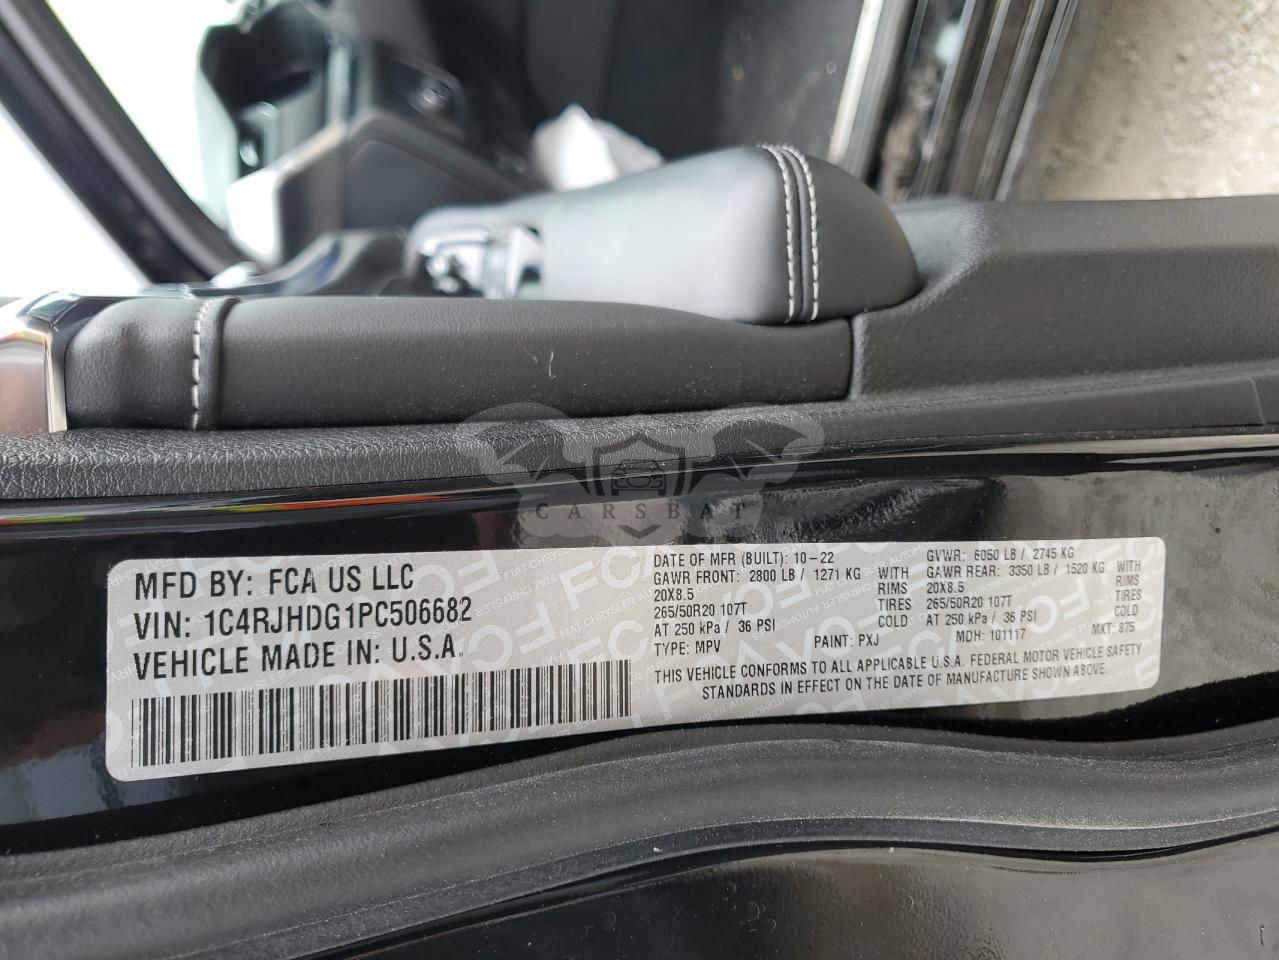 CARSBAT
MFD BY: FCA US LLC
VIN: 1C4RJHDG1PC506682
VEHICLE MADE IN: U.S.A.
DATE OF MFR (BUILT): 10-22 GVWR: 6050 LB / 2745 KG
GAWR FRONT: 2800 LB / 1271 KG WITH GAWR REAR: 3350 LB / 1520 KG WITH
20X8.5 RIMS 20X8.5 RIMS
265/50R20 107T TIRES 265/50R20 107T TIRES
AT 250 kPa / 36 PSI COLD AT 250 kPa / 36 PSI COLD
TYPE: MPV PAINT: PXJ MDH: 101117 MKT: 875
THIS VEHICLE CONFORMS TO ALL APPLICABLE U.S.A. FEDERAL MOTOR VEHICLE SAFETY
STANDARDS IN EFFECT ON THE DATE OF MANUFACTURE SHOWN ABOVE.